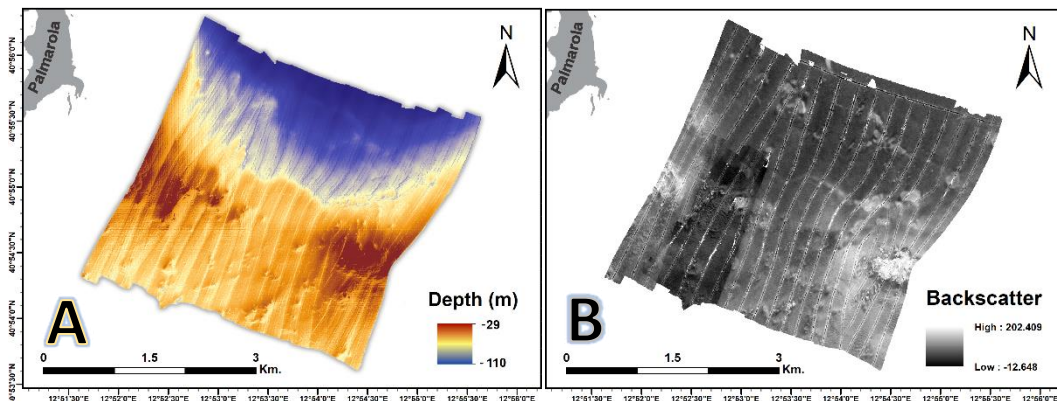 Palmarola
N
40°56'0"N
40°55'30"N
40°55'0"N
40°54'30"N
40°54'0"N
40°53'30"N
A
Depth (m)
-29
-110
0 1.5 3
Km.
12°51'30"E 12°52'0"E 12°52'30"E 12°53'0"E 12°53'30"E 12°54'0"E 12°54'30"E 12°55'0"E 12°55'30"E 12°56'0"E
Palmarola
N
B
Backscatter
High : 202.409
Low : -12.648
0 1.5 3
Km.
12°51'30"E 12°52'0"E 12°52'30"E 12°53'0"E 12°53'30"E 12°54'0"E 12°54'30"E 12°55'0"E 12°55'30"E 12°56'0"E